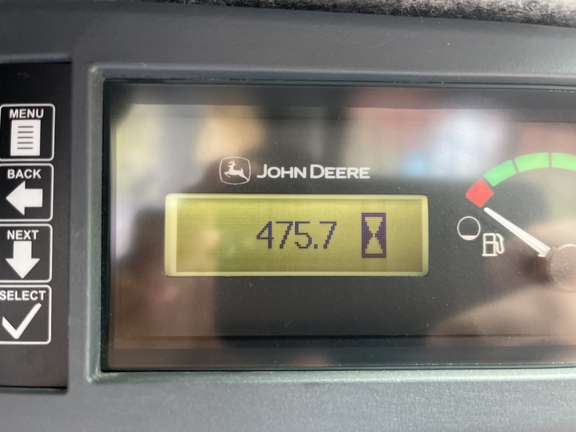 MENU
BACK
NEXT
SELECT
JOHN DEERE
475.7